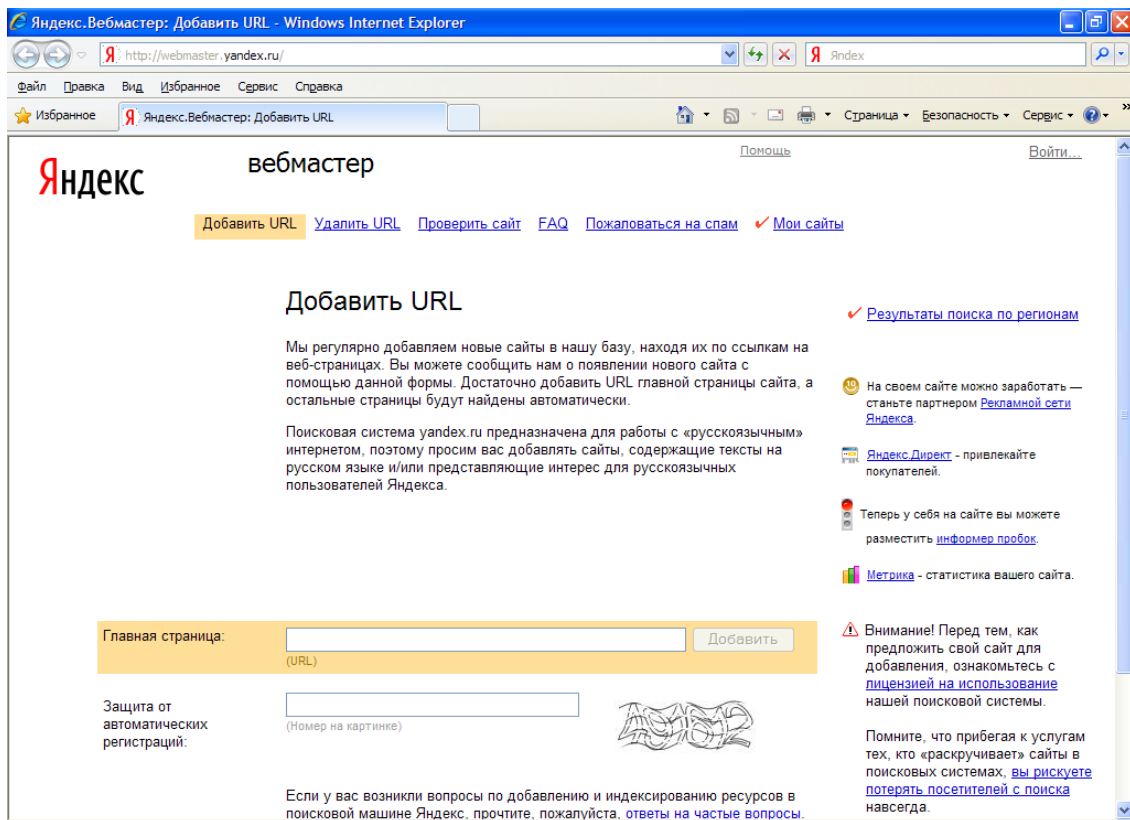 Яндекс.Вебмастер: Добавить URL - Windows Internet Explorer
http://webmaster.yandex.ru/
Яndex
Файл Правка Вид Избранное Сервис Справка
Избранное
Яндекс.Вебмастер: Добавить URL
Страница Безопасность Сервис
Яндекс
вебмастер
Помощь
Войти...
Добавить URL Удалить URL Проверить сайт FAQ Пожаловаться на спам Мои сайты
Добавить URL
Мы регулярно добавляем новые сайты в нашу базу, находя их по ссылкам на
веб-страницах. Вы можете сообщить нам о появлении нового сайта с
помощью данной формы. Достаточно добавить URL главной страницы сайта, а
остальные страницы будут найдены автоматически.
Поисковая система yandex.ru предназначена для работы с «русскоязычным»
интернетом, поэтому просим вас добавлять сайты, содержащие тексты на
русском языке и/или представляющие интерес для русскоязычных
пользователей Яндекса.
Главная страница:
Добавить
(URL)
Защита от
автоматических
регистраций:
(Номер на картинке)
Если у вас возникли вопросы по добавлению и индексированию ресурсов в
поисковой машине Яндекс, прочтите, пожалуйста, ответы на частые вопросы.
Результаты поиска по регионам
10
На своем сайте можно заработать —
станьте партнером Рекламной сети
Яндекса.
Яндекс.Директ - привлекайте
покупателей.
Теперь у себя на сайте вы можете
разместить информер пробок.
Метрика - статистика вашего сайта.
Внимание! Перед тем, как
предложить свой сайт для
добавления, ознакомьтесь с
лицензией на использование
нашей поисковой системы.
Помните, что прибегая к услугам
тех, кто «раскручивает» сайты в
поисковых системах, вы рискуете
потерять посетителей с поиска
навсегда.